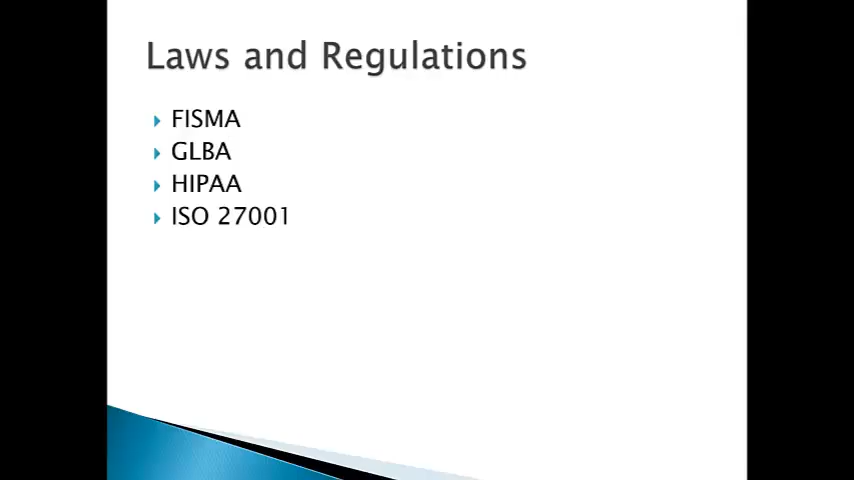 Laws and Regulations
FISMA
GLBA
HIPAA
ISO 27001